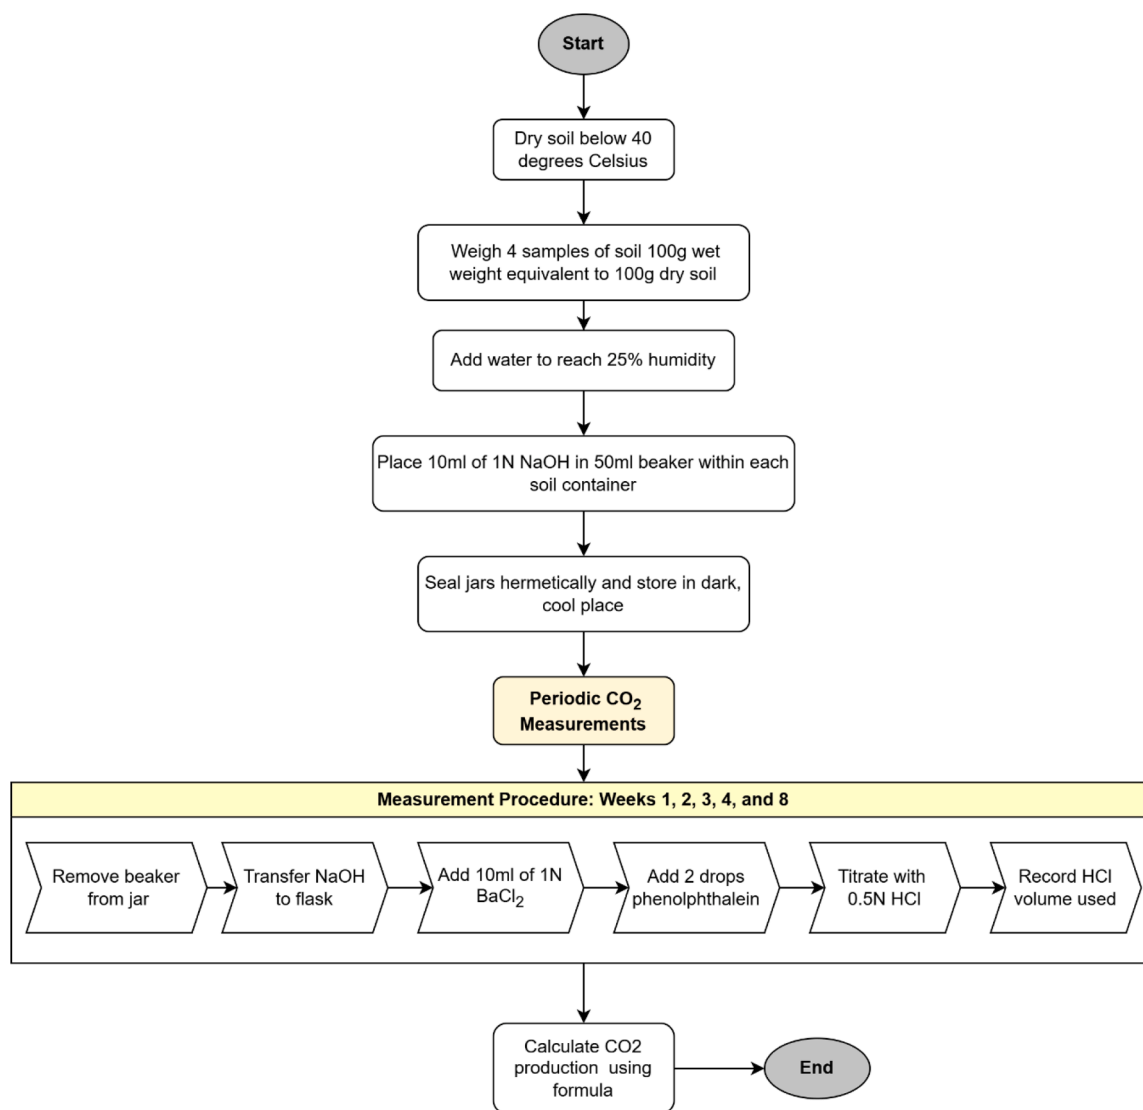 Start
Dry soil below 40
degrees Celsius
Weigh 4 samples of soil 100g wet
weight equivalent to 100g dry soil
Add water to reach 25% humidity
Place 10ml of 1N NaOH in 50ml beaker within each
soil container
Seal jars hermetically and store in dark,
cool place
Periodic CO₂
Measurements
Measurement Procedure: Weeks 1, 2, 3, 4, and 8
Remove beaker
from jar
Transfer NaOH
to flask
Add 10ml of 1N
BaCl₂
Add 2 drops
phenolphthalein
Titrate with
0.5N HCl
Record HCl
volume used
Calculate CO2
production using
formula
End